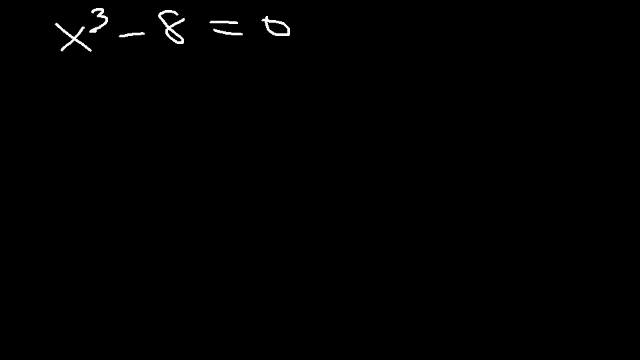 x³ - 8 = 0